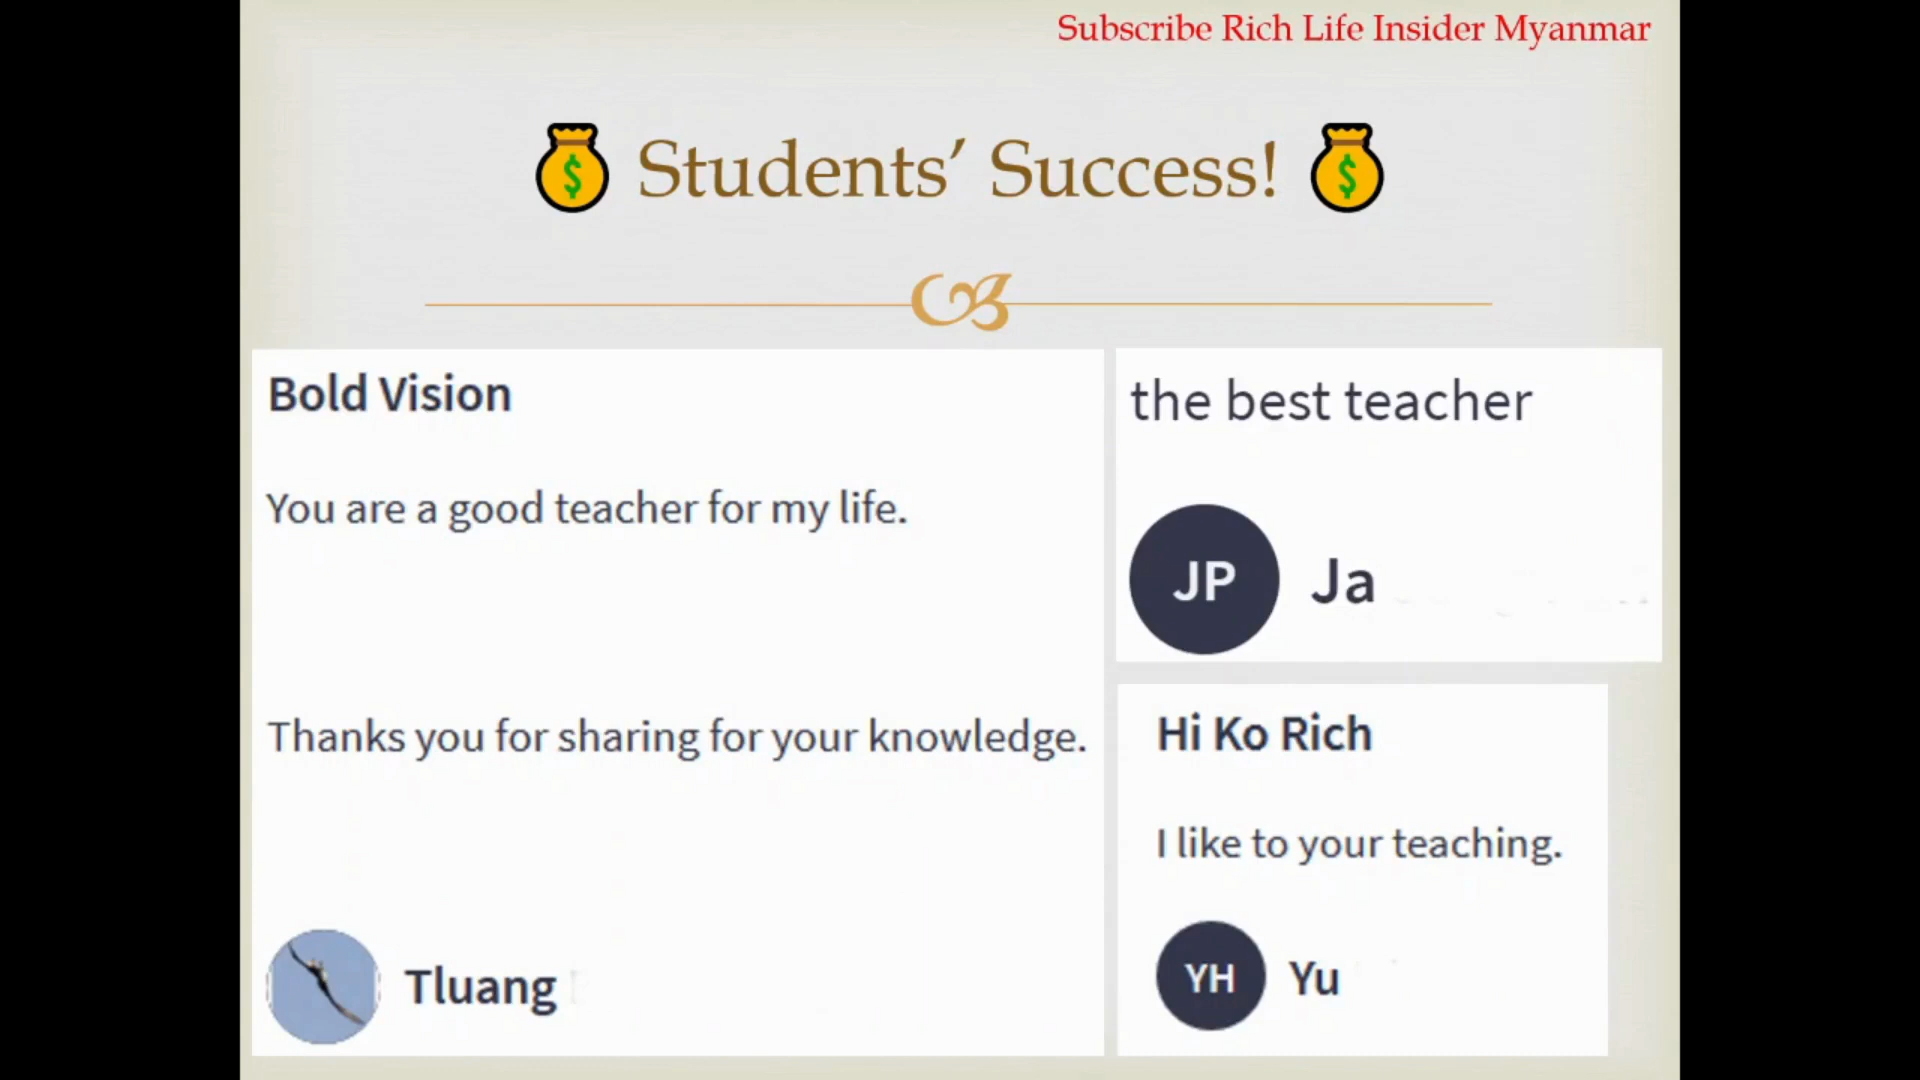 Subscribe Rich Life Insider Myanmar
Students’ Success!
Bold Vision
You are a good teacher for my life.
Thanks you for sharing for your knowledge.
Tluang
the best teacher
JP
Ja
Hi Ko Rich
I like to your teaching.
YH
Yu